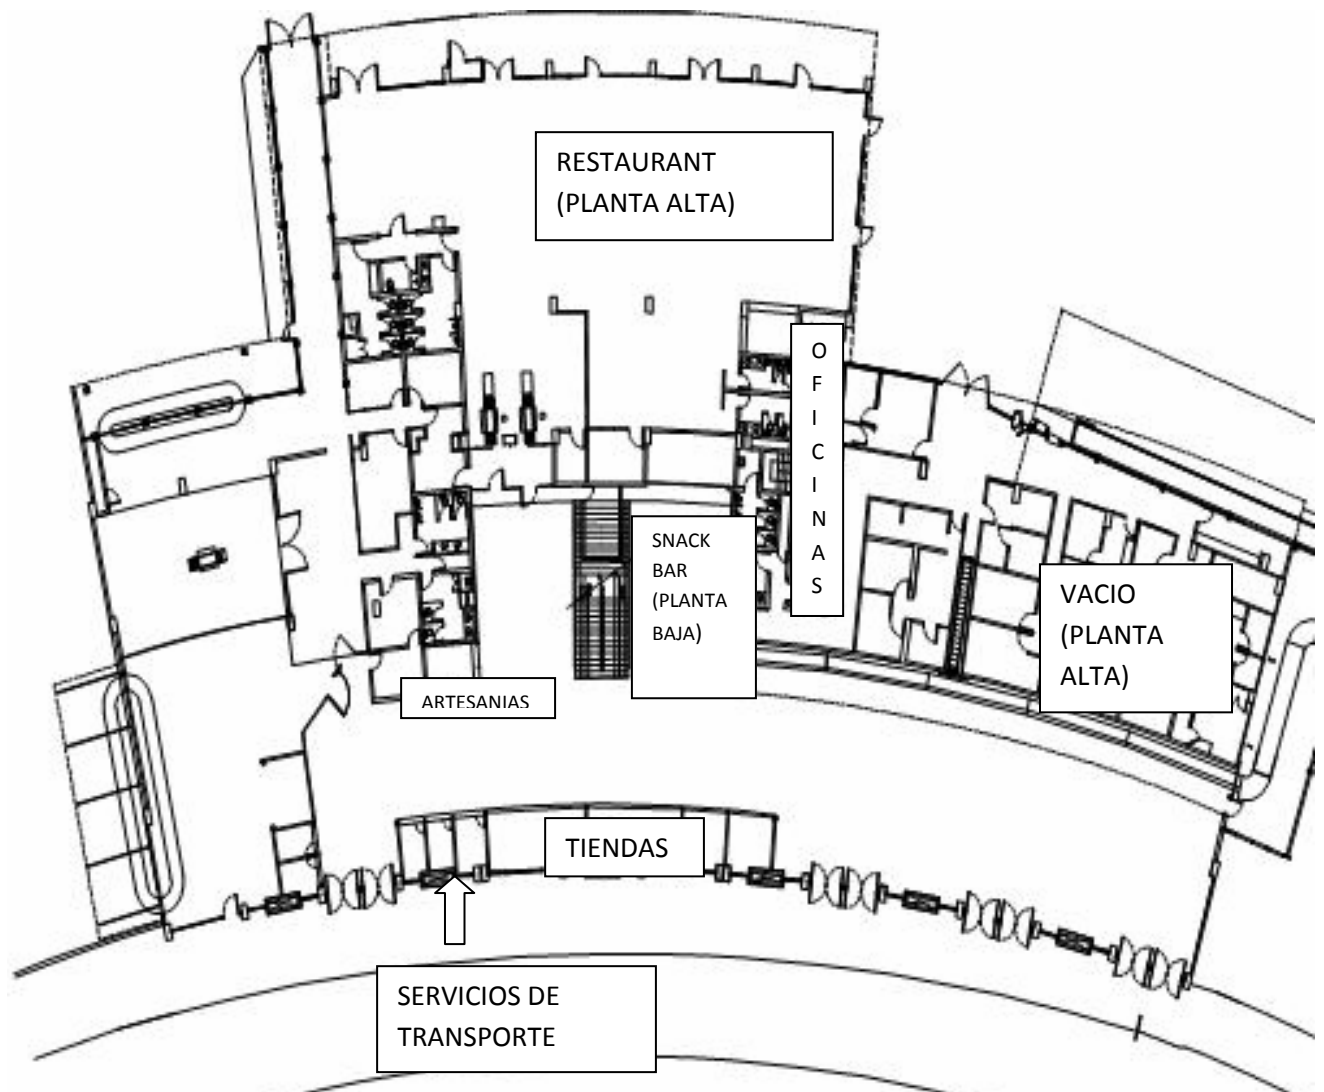 RESTAURANT
(PLANTA ALTA)
O
F
I
C
I
N
A
S
SNACK
BAR
(PLANTA
BAJA)
VACIO
(PLANTA
ALTA)
ARTESANIAS
TIENDAS
SERVICIOS DE
TRANSPORTE